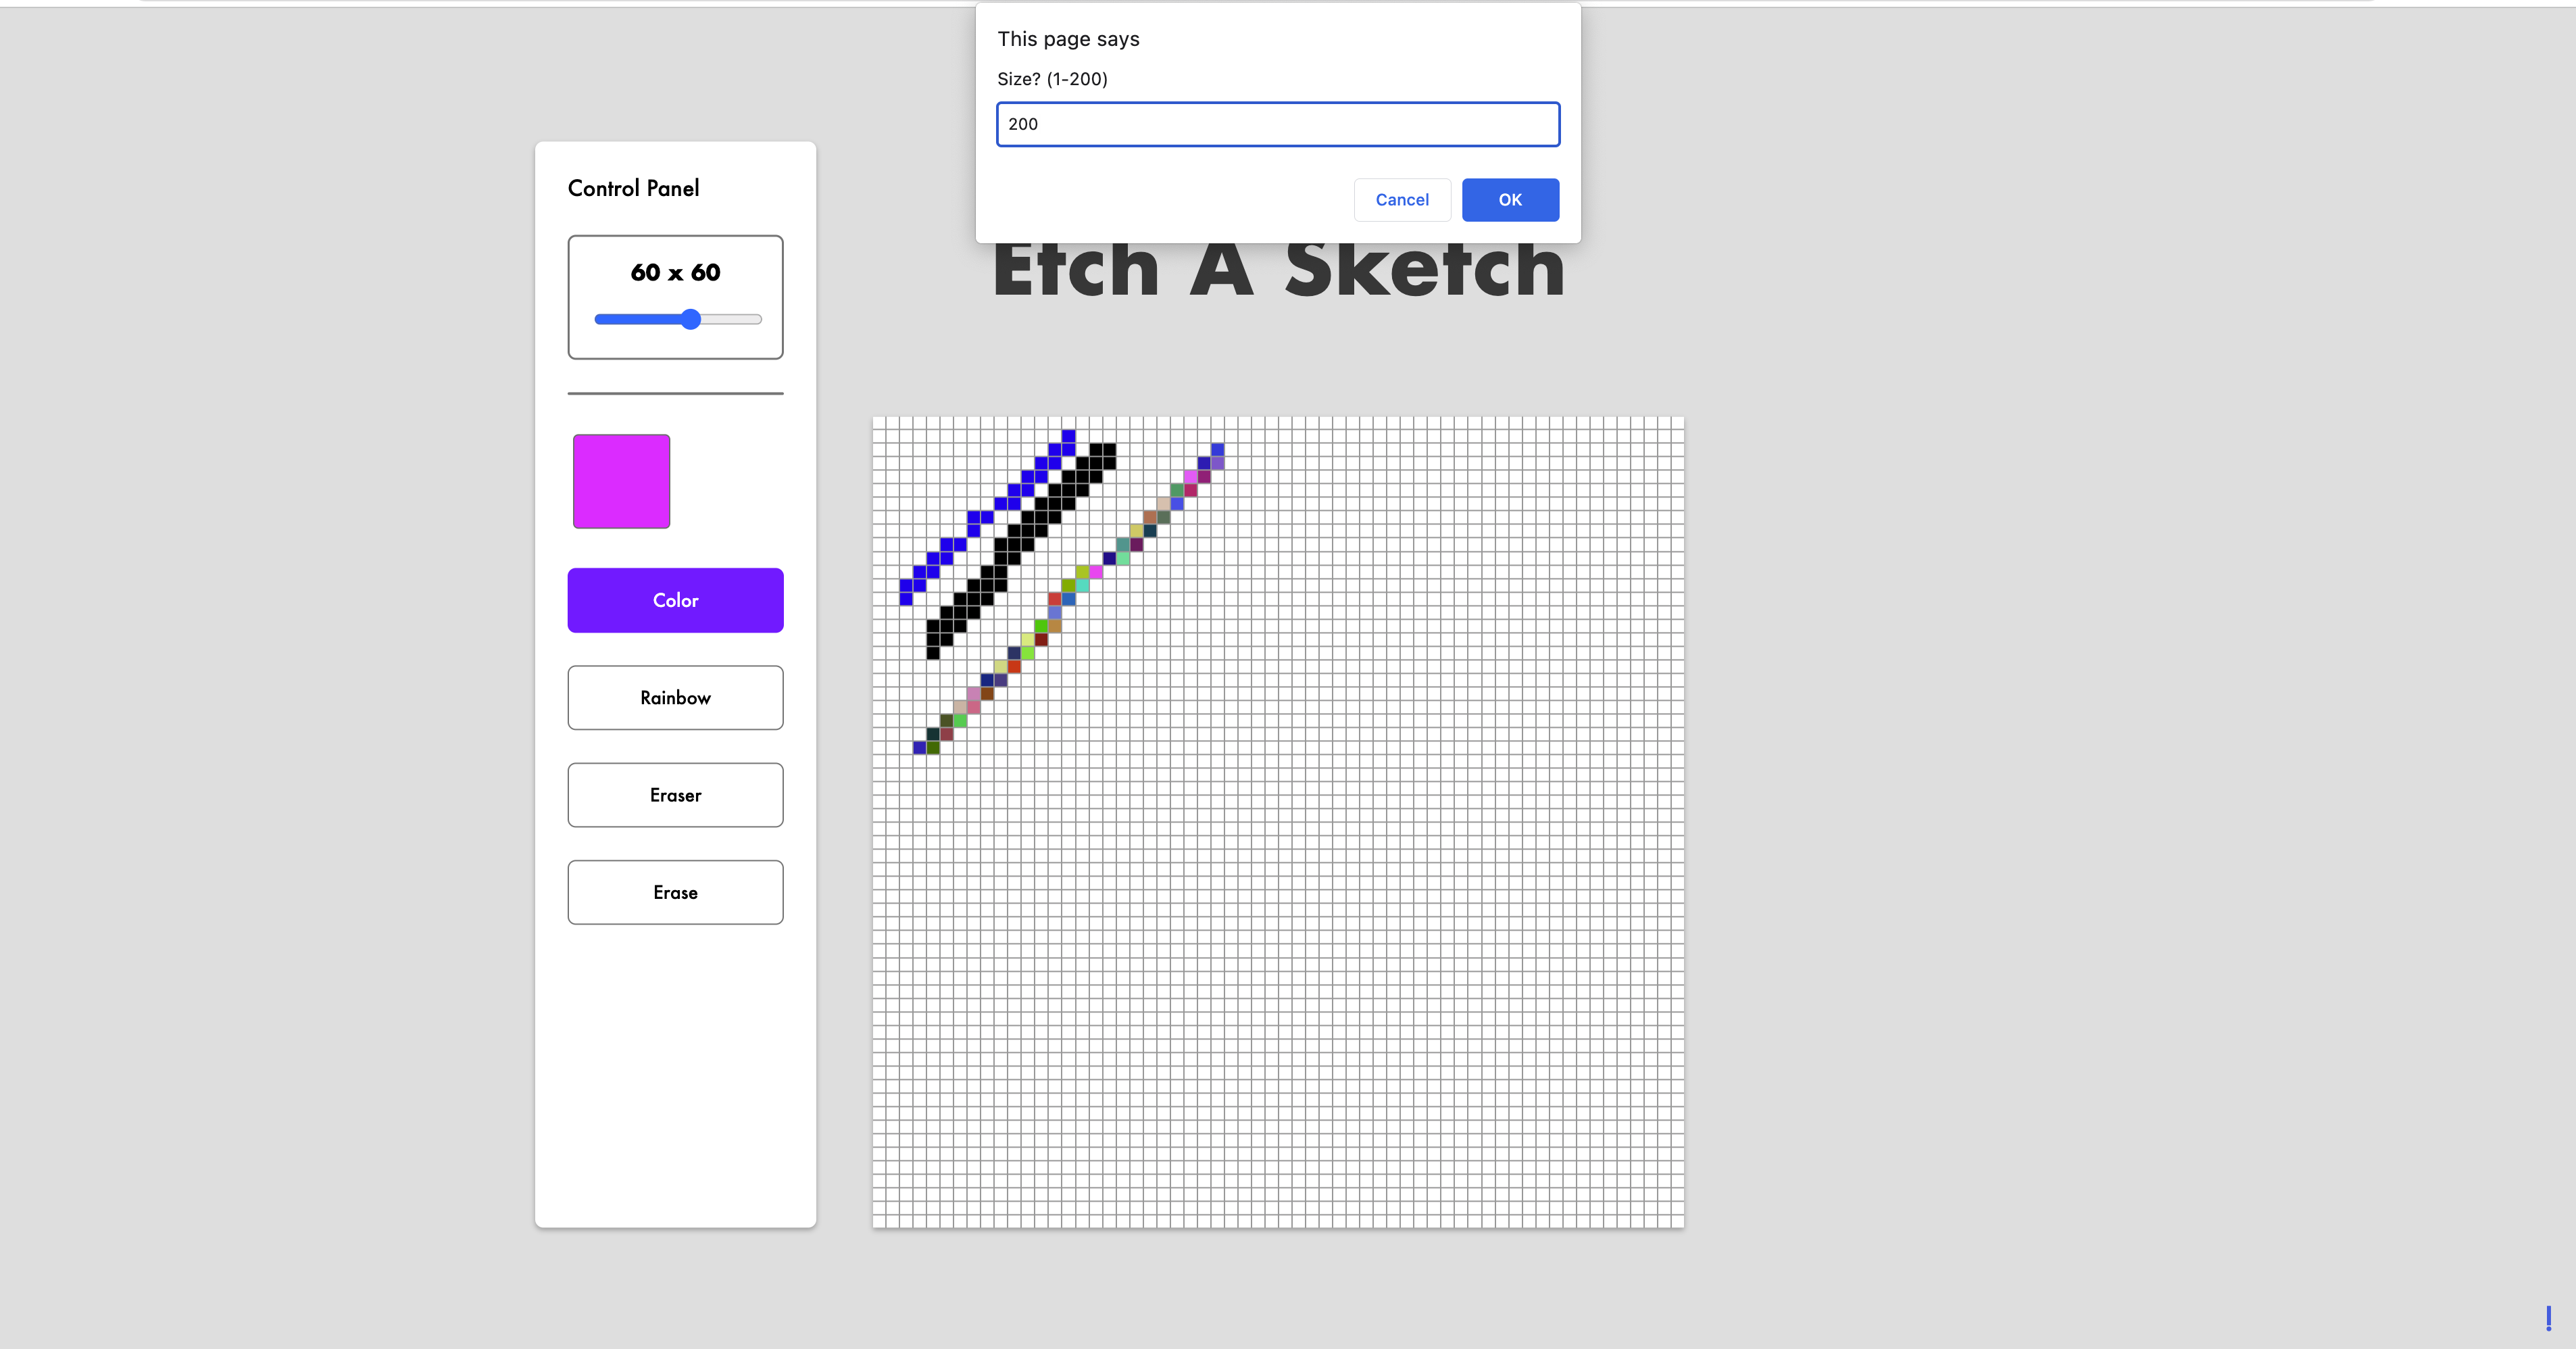 This page says
Size? (1-200)
200
Cancel
OK
Etch A Sketch
Control Panel
60 x 60
Color
Rainbow
Eraser
Erase
!